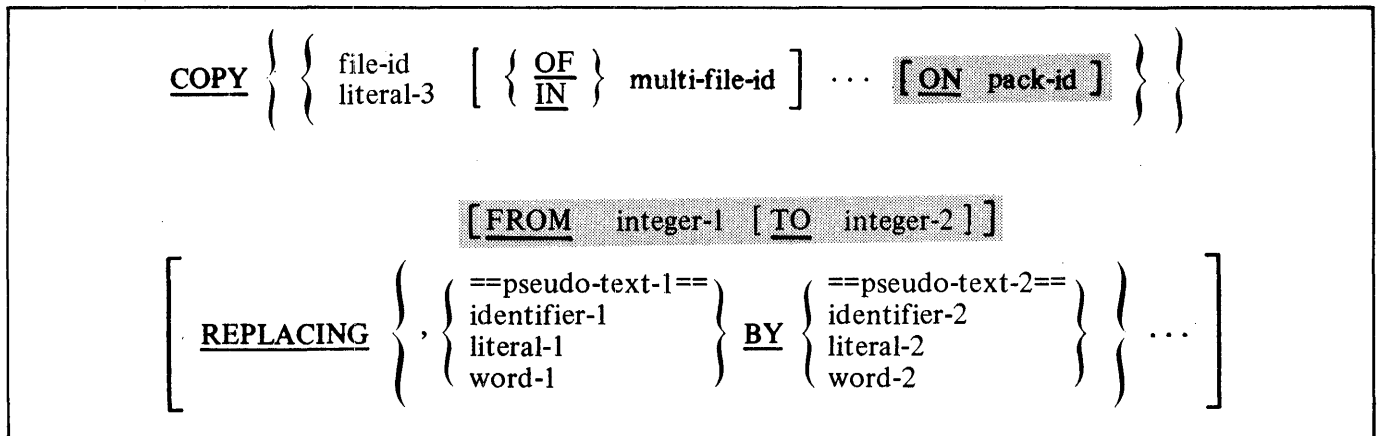 COPY { { file-id [ { OF } multi-file-id ] ··· [ ON pack-id ] } }
literal-3 IN
[ FROM integer-1 [ TO integer-2 ] ]
==pseudo-text-1== ==pseudo-text-2==
identifier-1 identifier-2
[ REPLACING { , { literal-1 } BY { literal-2 } } ··· ]
word-1 word-2